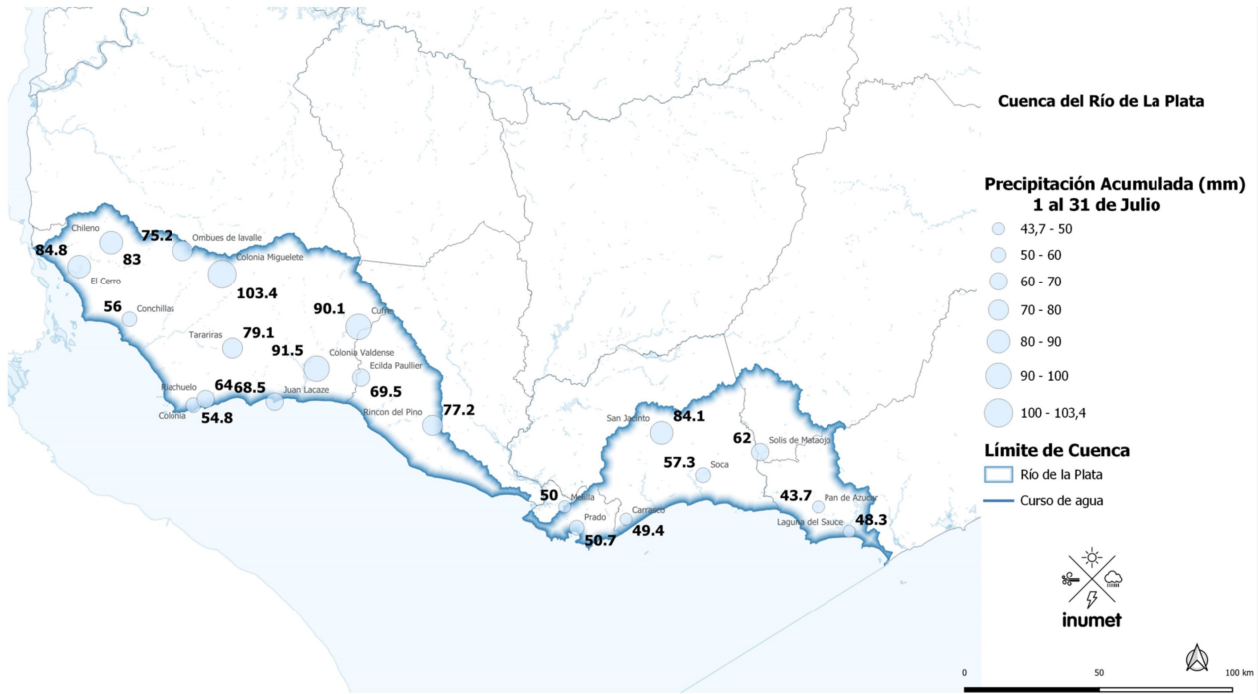 Cuenca del Río de La Plata
Precipitación Acumulada (mm)
1 al 31 de Julio
43,7 - 50
50 - 60
60 - 70
70 - 80
80 - 90
90 - 100
100 - 103,4
Límite de Cuenca
Río de la Plata
Curso de agua
inumet
0 50 100 km
Chileno
83
75.2
Ombues de lavalle
84.8
El Cerro
Colonia Miguelete
103.4
56
Conchillas
90.1
Cufre
Tarariras
79.1
91.5
Colonia Valdense
Ecilda Paullier
69.5
Riachuelo
64
68.5
Juan Lacaze
Colonia
54.8
Rincon del Pino
77.2
San Jacinto
84.1
62
Solis de Mataojo
57.3
Soca
50
Melilla
Prado
50.7
Carrasco
49.4
43.7
Pan de Azucar
Laguna del Sauce
48.3